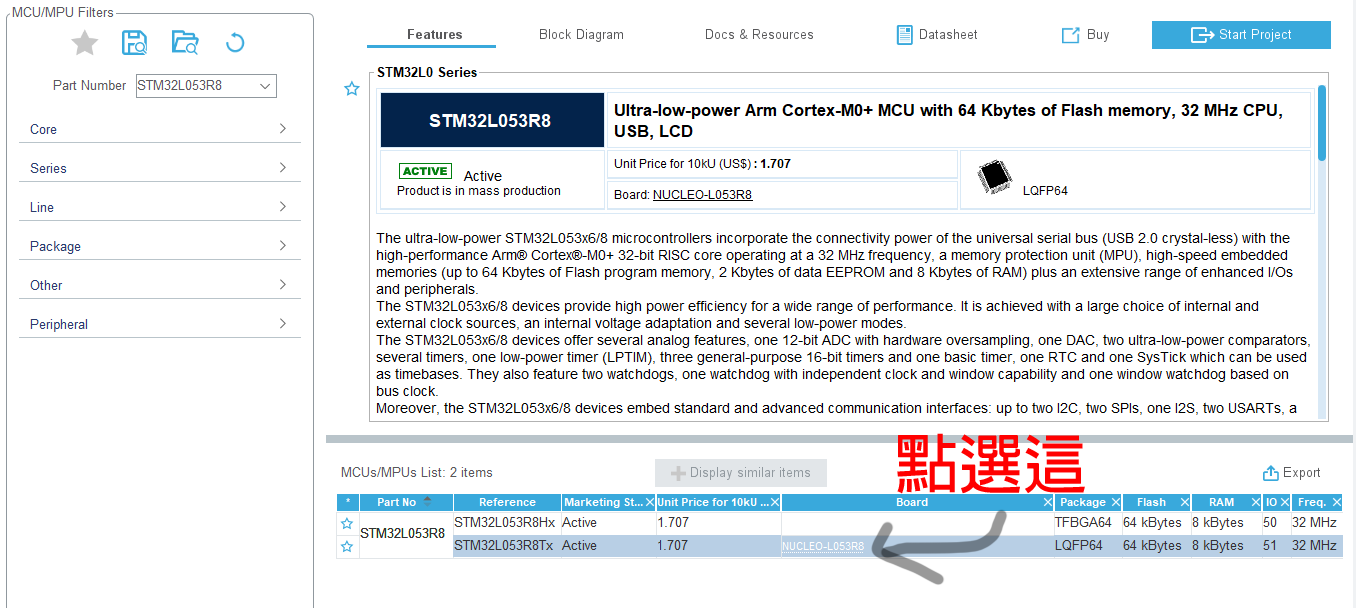 MCU/MPU Filters
Part Number STM32L053R8
Core
Series
Line
Package
Other
Peripheral
Features Block Diagram Docs & Resources Datasheet Buy Start Project
STM32L0 Series
STM32L053R8
Ultra-low-power Arm Cortex-M0+ MCU with 64 Kbytes of Flash memory, 32 MHz CPU,
USB, LCD
ACTIVE Active
Product is in mass production
Unit Price for 10kU (US$) : 1.707
Board: NUCLEO-L053R8
LQFP64
The ultra-low-power STM32L053x6/8 microcontrollers incorporate the connectivity power of the universal serial bus (USB 2.0 crystal-less) with the
high-performance Arm® Cortex®-M0+ 32-bit RISC core operating at a 32 MHz frequency, a memory protection unit (MPU), high-speed embedded
memories (up to 64 Kbytes of Flash program memory, 2 Kbytes of data EEPROM and 8 Kbytes of RAM) plus an extensive range of enhanced I/Os
and peripherals.
The STM32L053x6/8 devices provide high power efficiency for a wide range of performance. It is achieved with a large choice of internal and
external clock sources, an internal voltage adaptation and several low-power modes.
The STM32L053x6/8 devices offer several analog features, one 12-bit ADC with hardware oversampling, one DAC, two ultra-low-power comparators,
several timers, one low-power timer (LPTIM), three general-purpose 16-bit timers and one basic timer, one RTC and one SysTick which can be used
as timebases. They also feature two watchdogs, one watchdog with independent clock and window capability and one window watchdog based on
bus clock.
Moreover, the STM32L053x6/8 devices embed standard and advanced communication interfaces: up to two I2C, two SPIs, one I2S, two USARTs, a
點選這
MCUs/MPUs List: 2 items Display similar items Export
* Part No Reference Marketing St... Unit Price for 10kU ... Board Package Flash RAM IO Freq.
STM32L053R8
STM32L053R8Hx Active 1.707 TFBGA64 64 kBytes 8 kBytes 50 32 MHz
STM32L053R8Tx Active 1.707 NUCLEO-L053R8 LQFP64 64 kBytes 8 kBytes 51 32 MHz